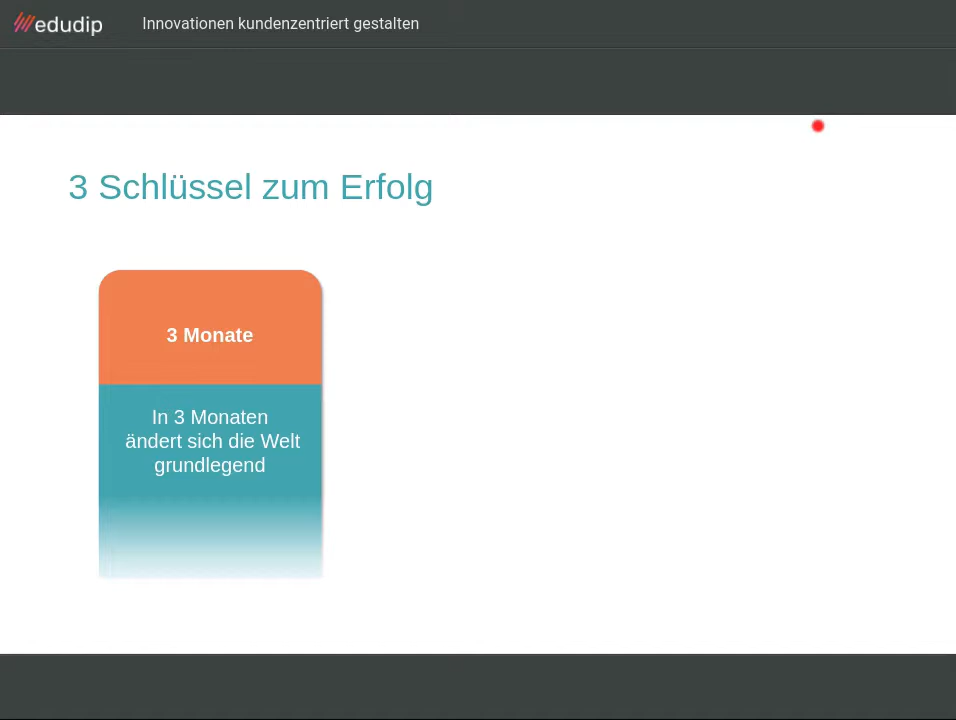 edudip
Innovationen kundenzentriert gestalten
3 Schlüssel zum Erfolg
3 Monate
In 3 Monaten
ändert sich die Welt
grundlegend